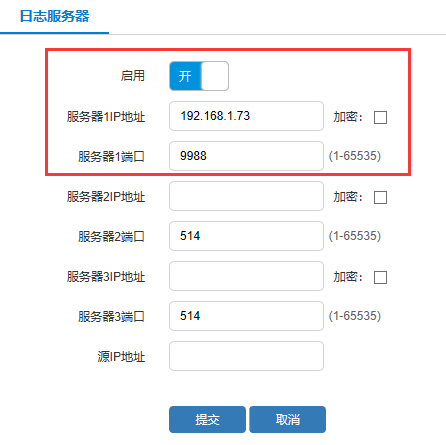 日志服务器
启用 开
服务器1IP地址 192.168.1.73 加密：
服务器1端口 9988 (1-65535)
服务器2IP地址 加密：
服务器2端口 514 (1-65535)
服务器3IP地址 加密：
服务器3端口 514 (1-65535)
源IP地址
提交 取消